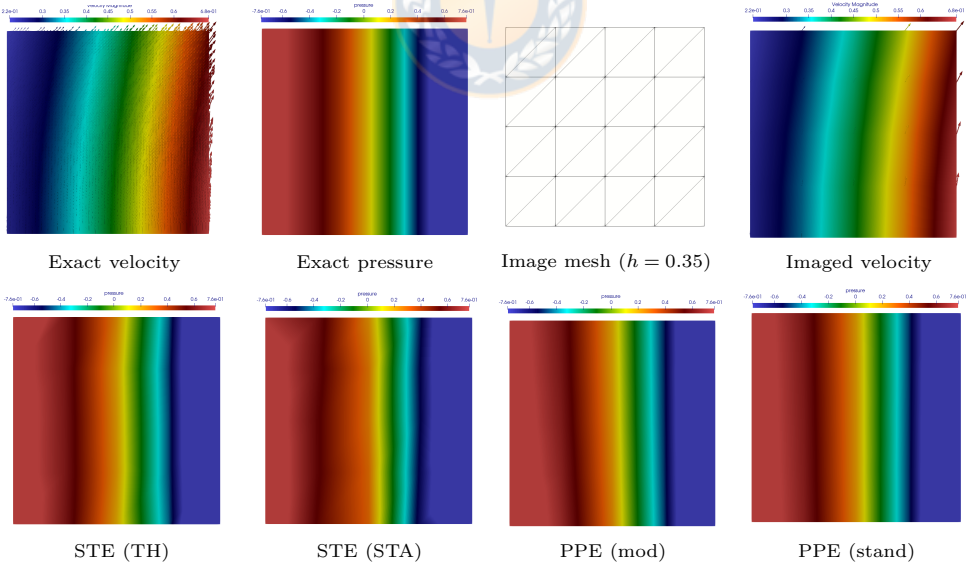 Velocity Magnitude
2.2e-01 0.3 0.35 0.4 0.45 0.5 0.55 0.6 6.8e-01
pressure
-7.6e-01 -0.6 -0.4 -0.2 0 0.2 0.4 7.6e-01
Velocity Magnitude
2.2e-01 0.3 0.35 0.4 0.45 0.5 0.55 0.6 6.8e-01
Exact velocity
Exact pressure
Image mesh (h = 0.35)
Imaged velocity
pressure
-7.6e-01 -0.6 -0.4 -0.2 0 0.2 0.4 7.6e-01
pressure
-7.6e-01 -0.6 -0.4 -0.2 0 0.2 0.4 0.6 7.6e-01
pressure
-7.6e-01 -0.6 -0.4 -0.2 0 0.2 0.4 0.6 7.6e-01
pressure
-7.6e-01 -0.6 -0.4 -0.2 0 0.2 0.4 7.6e-01
STE (TH)
STE (STA)
PPE (mod)
PPE (stand)